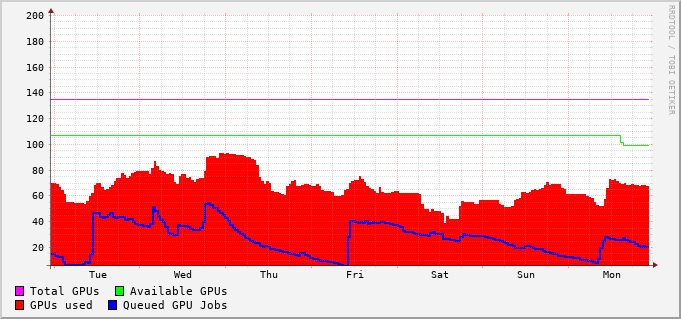 200
180
160
140
120
100
80
60
40
20
Tue Wed Thu Fri Sat Sun Mon
Total GPUs Available GPUs
GPUs used Queued GPU Jobs
RRDTOOL / TOBI OETIKER